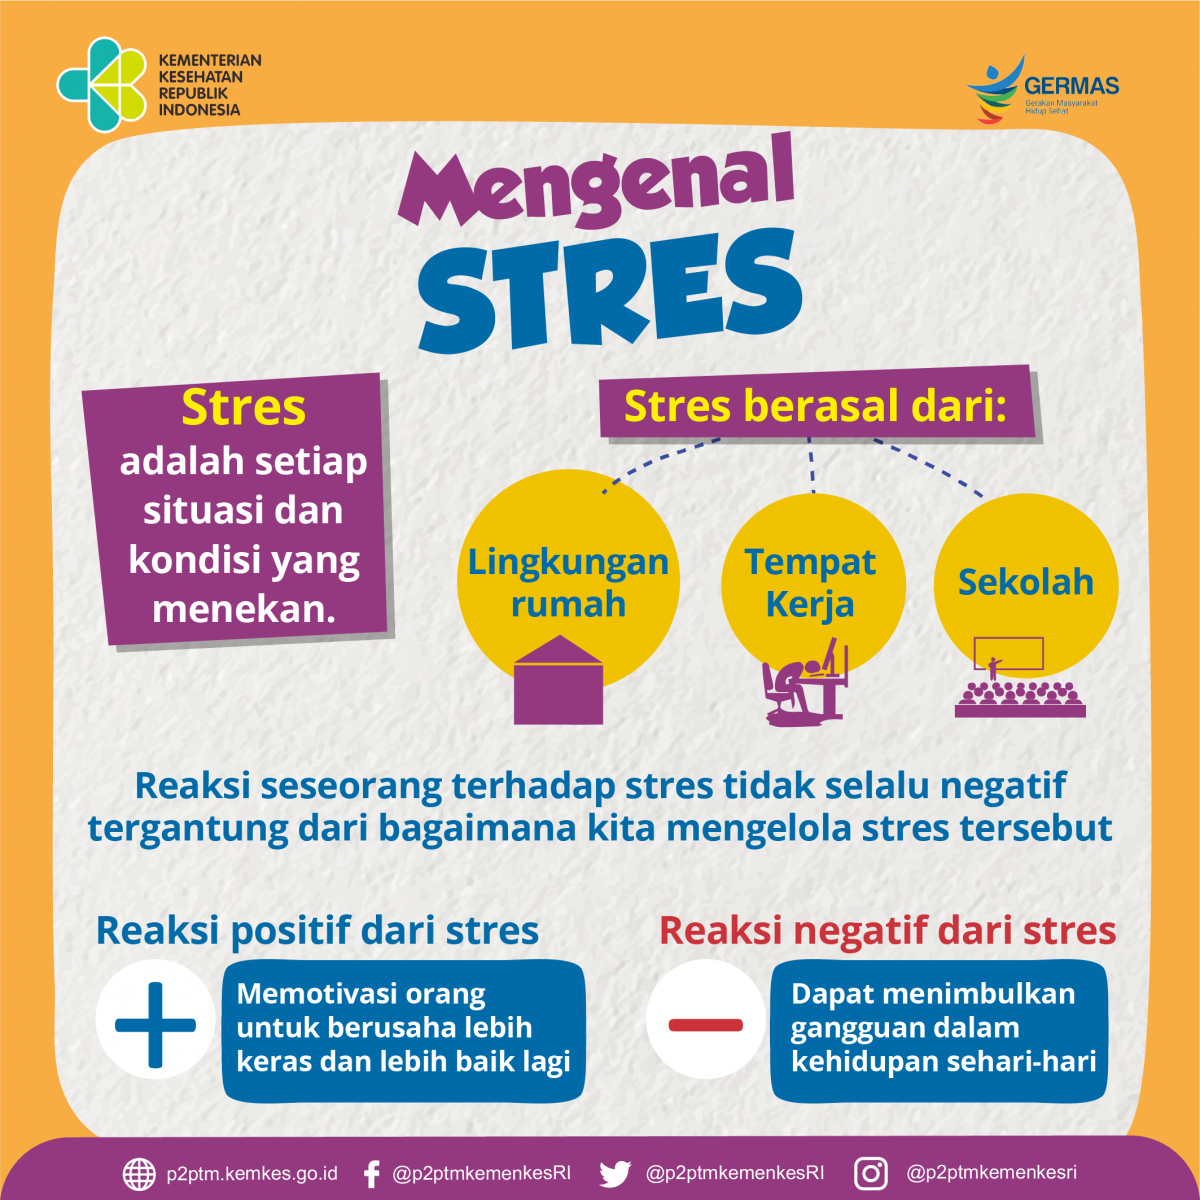 KEMENTERIAN
KESEHATAN
REPUBLIK
INDONESIA
GERMAS
Gerakan Masyarakat
Hidup Sehat
Mengenal
STRES
Stres
adalah setiap
situasi dan
kondisi yang
menekan.
Stres berasal dari:
Lingkungan
rumah
Tempat
Kerja
Sekolah
Reaksi seseorang terhadap stres tidak selalu negatif
tergantung dari bagaimana kita mengelola stres tersebut
Reaksi positif dari stres
Memotivasi orang
untuk berusaha lebih
keras dan lebih baik lagi
Reaksi negatif dari stres
Dapat menimbulkan
gangguan dalam
kehidupan sehari-hari
p2ptm.kemkes.go.id
@p2ptmkemenkesRI
@p2ptmkemenkesRI
@p2ptmkemenkesri